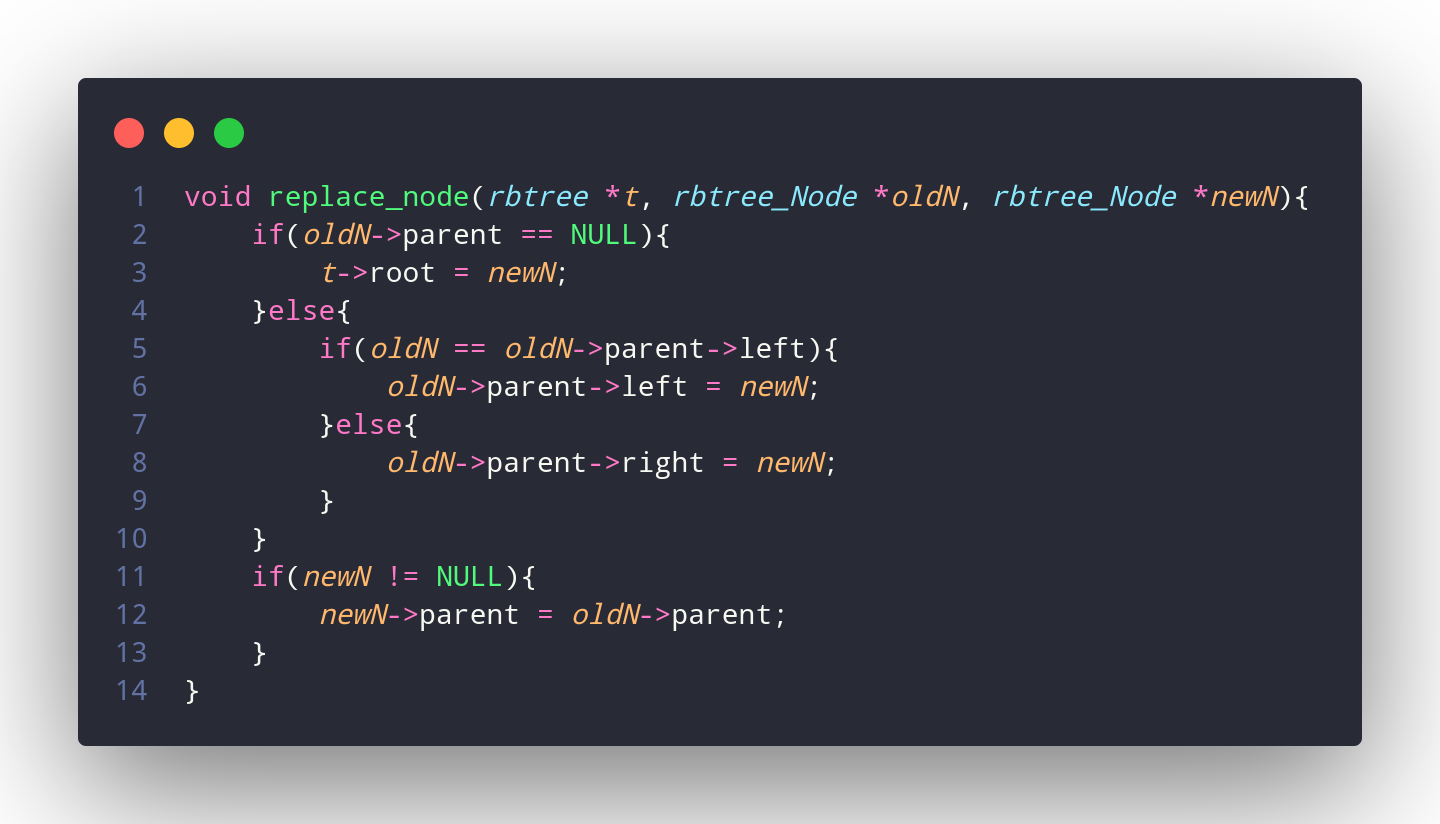 1 void replace_node(rbtree *t, rbtree_Node *oldN, rbtree_Node *newN){
2     if(oldN->parent == NULL){
3         t->root = newN;
4     }else{
5         if(oldN == oldN->parent->left){
6             oldN->parent->left = newN;
7         }else{
8             oldN->parent->right = newN;
9         }
10     }
11     if(newN != NULL){
12         newN->parent = oldN->parent;
13     }
14 }